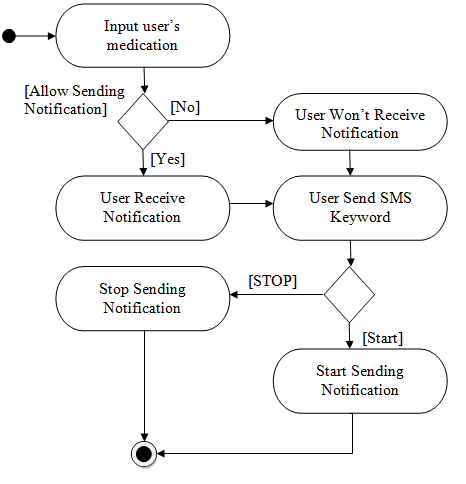 Input user's
medication
[Allow Sending
Notification]
[No]
User Won't Receive
Notification
[Yes]
User Receive
Notification
User Send SMS
Keyword
[STOP]
Stop Sending
Notification
[Start]
Start Sending
Notification